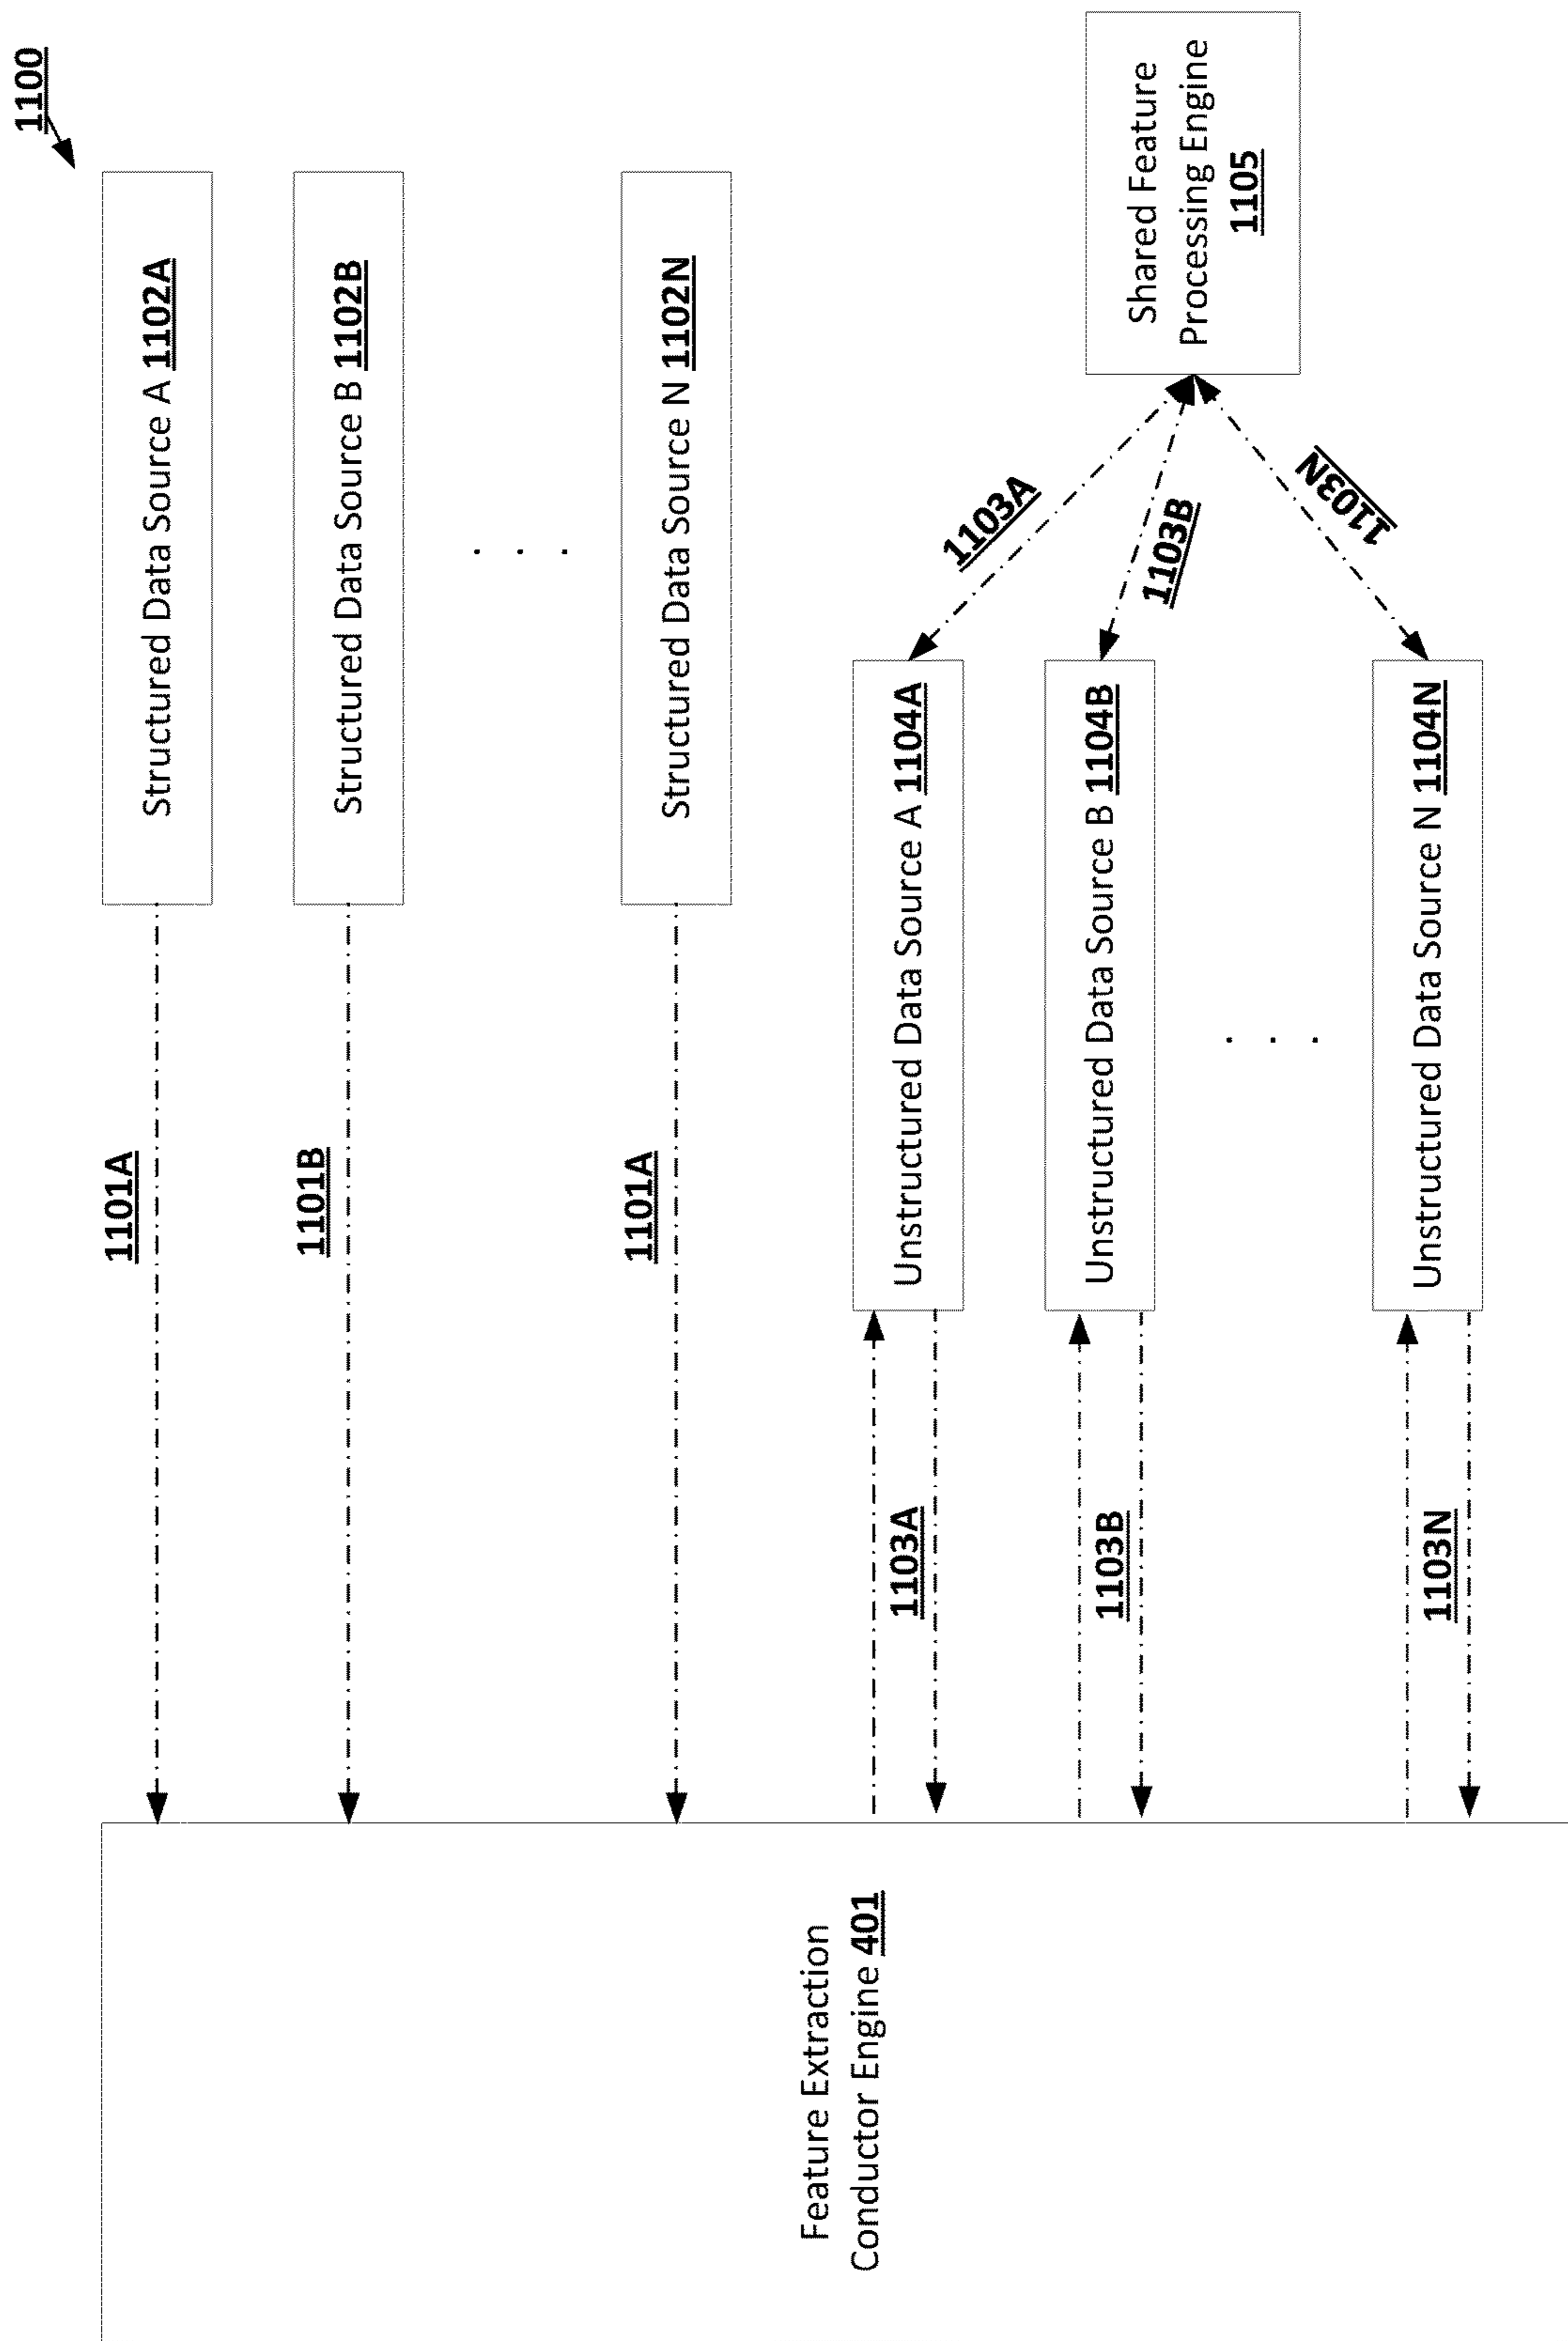 1100
Structured Data Source A 1102A
1101A
Structured Data Source B 1102B
1101B
. . .
Structured Data Source N 1102N
1101A
Feature Extraction
Conductor Engine 401
Unstructured Data Source A 1104A
1103A
1103A
Unstructured Data Source B 1104B
1103B
1103B
. . .
Unstructured Data Source N 1104N
1103N
1103N
Shared Feature
Processing Engine
1105